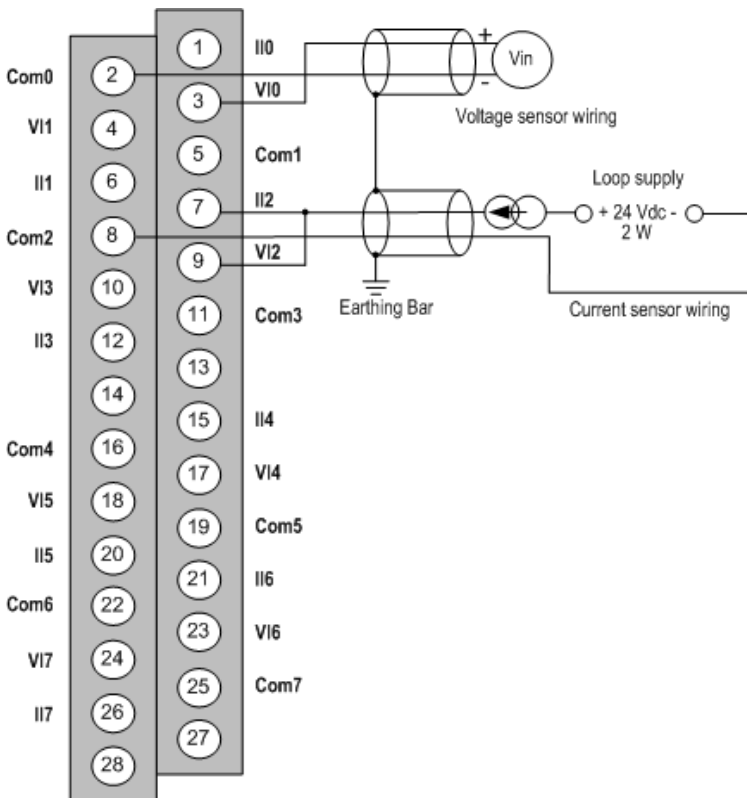 1 II0
Com0 2
3 VI0
+
Vin
-
Voltage sensor wiring
VI1 4
5 Com1
II1 6
7 II2
Loop supply
+ 24 Vdc -
2 W
Com2 8
9 VI2
VI3 10
Earthing Bar
Current sensor wiring
11 Com3
II3 12
13
14
15 II4
Com4 16
17 VI4
VI5 18
19 Com5
II5 20
21 II6
Com6 22
23 VI6
VI7 24
25 Com7
II7 26
27
28